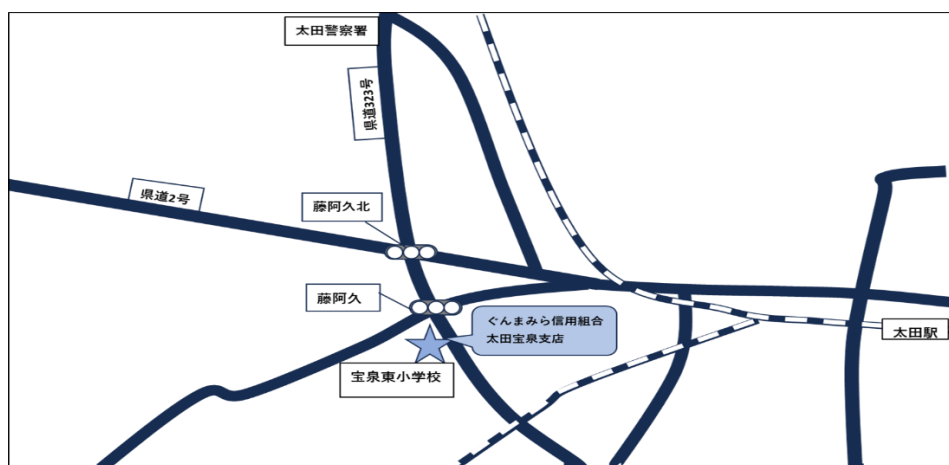 太田警察署
県道323号
県道2号
藤阿久北
藤阿久
ぐんまみら信用組合
太田宝泉支店
太田駅
宝泉東小学校